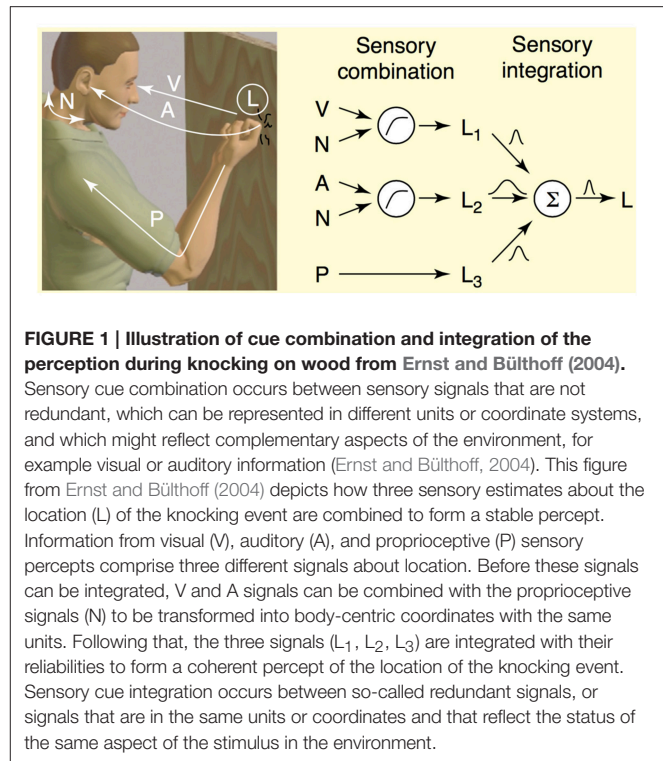 Sensory combination
Sensory integration
N
V
A
L
P
V
N
L1
A
N
L2
Σ
L
P
L3
FIGURE 1 | Illustration of cue combination and integration of the
perception during knocking on wood from Ernst and Bülthoff (2004).
Sensory cue combination occurs between sensory signals that are not
redundant, which can be represented in different units or coordinate systems,
and which might reflect complementary aspects of the environment, for
example visual or auditory information (Ernst and Bülthoff, 2004). This figure
from Ernst and Bülthoff (2004) depicts how three sensory estimates about the
location (L) of the knocking event are combined to form a stable percept.
Information from visual (V), auditory (A), and proprioceptive (P) sensory
percepts comprise three different signals about location. Before these signals
can be integrated, V and A signals can be combined with the proprioceptive
signals (N) to be transformed into body-centric coordinates with the same
units. Following that, the three signals (L1, L2, L3) are integrated with their
reliabilities to form a coherent percept of the location of the knocking event.
Sensory cue integration occurs between so-called redundant signals, or
signals that are in the same units or coordinates and that reflect the status of
the same aspect of the stimulus in the environment.